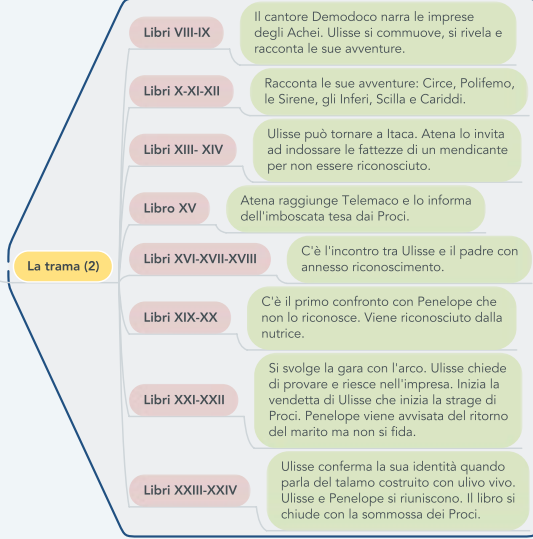 La trama (2)
Libri VIII-IX
Il cantore Demodoco narra le imprese
degli Achei. Ulisse si commuove, si rivela e
racconta le sue avventure.
Libri X-XI-XII
Racconta le sue avventure: Circe, Polifemo,
le Sirene, gli Inferi, Scilla e Cariddi.
Libri XIII- XIV
Ulisse può tornare a Itaca. Atena lo invita
ad indossare le fattezze di un mendicante
per non essere riconosciuto.
Libro XV
Atena raggiunge Telemaco e lo informa
dell'imboscata tesa dai Proci.
Libri XVI-XVII-XVIII
C'è l'incontro tra Ulisse e il padre con
annesso riconoscimento.
Libri XIX-XX
C'è il primo confronto con Penelope che
non lo riconosce. Viene riconosciuto dalla
nutrice.
Libri XXI-XXII
Si svolge la gara con l'arco. Ulisse chiede
di provare e riesce nell'impresa. Inizia la
vendetta di Ulisse che inizia la strage di
Proci. Penelope viene avvisata del ritorno
del marito ma non si fida.
Libri XXIII-XXIV
Ulisse conferma la sua identità quando
parla del talamo costruito con ulivo vivo.
Ulisse e Penelope si riuniscono. Il libro si
chiude con la sommossa dei Proci.